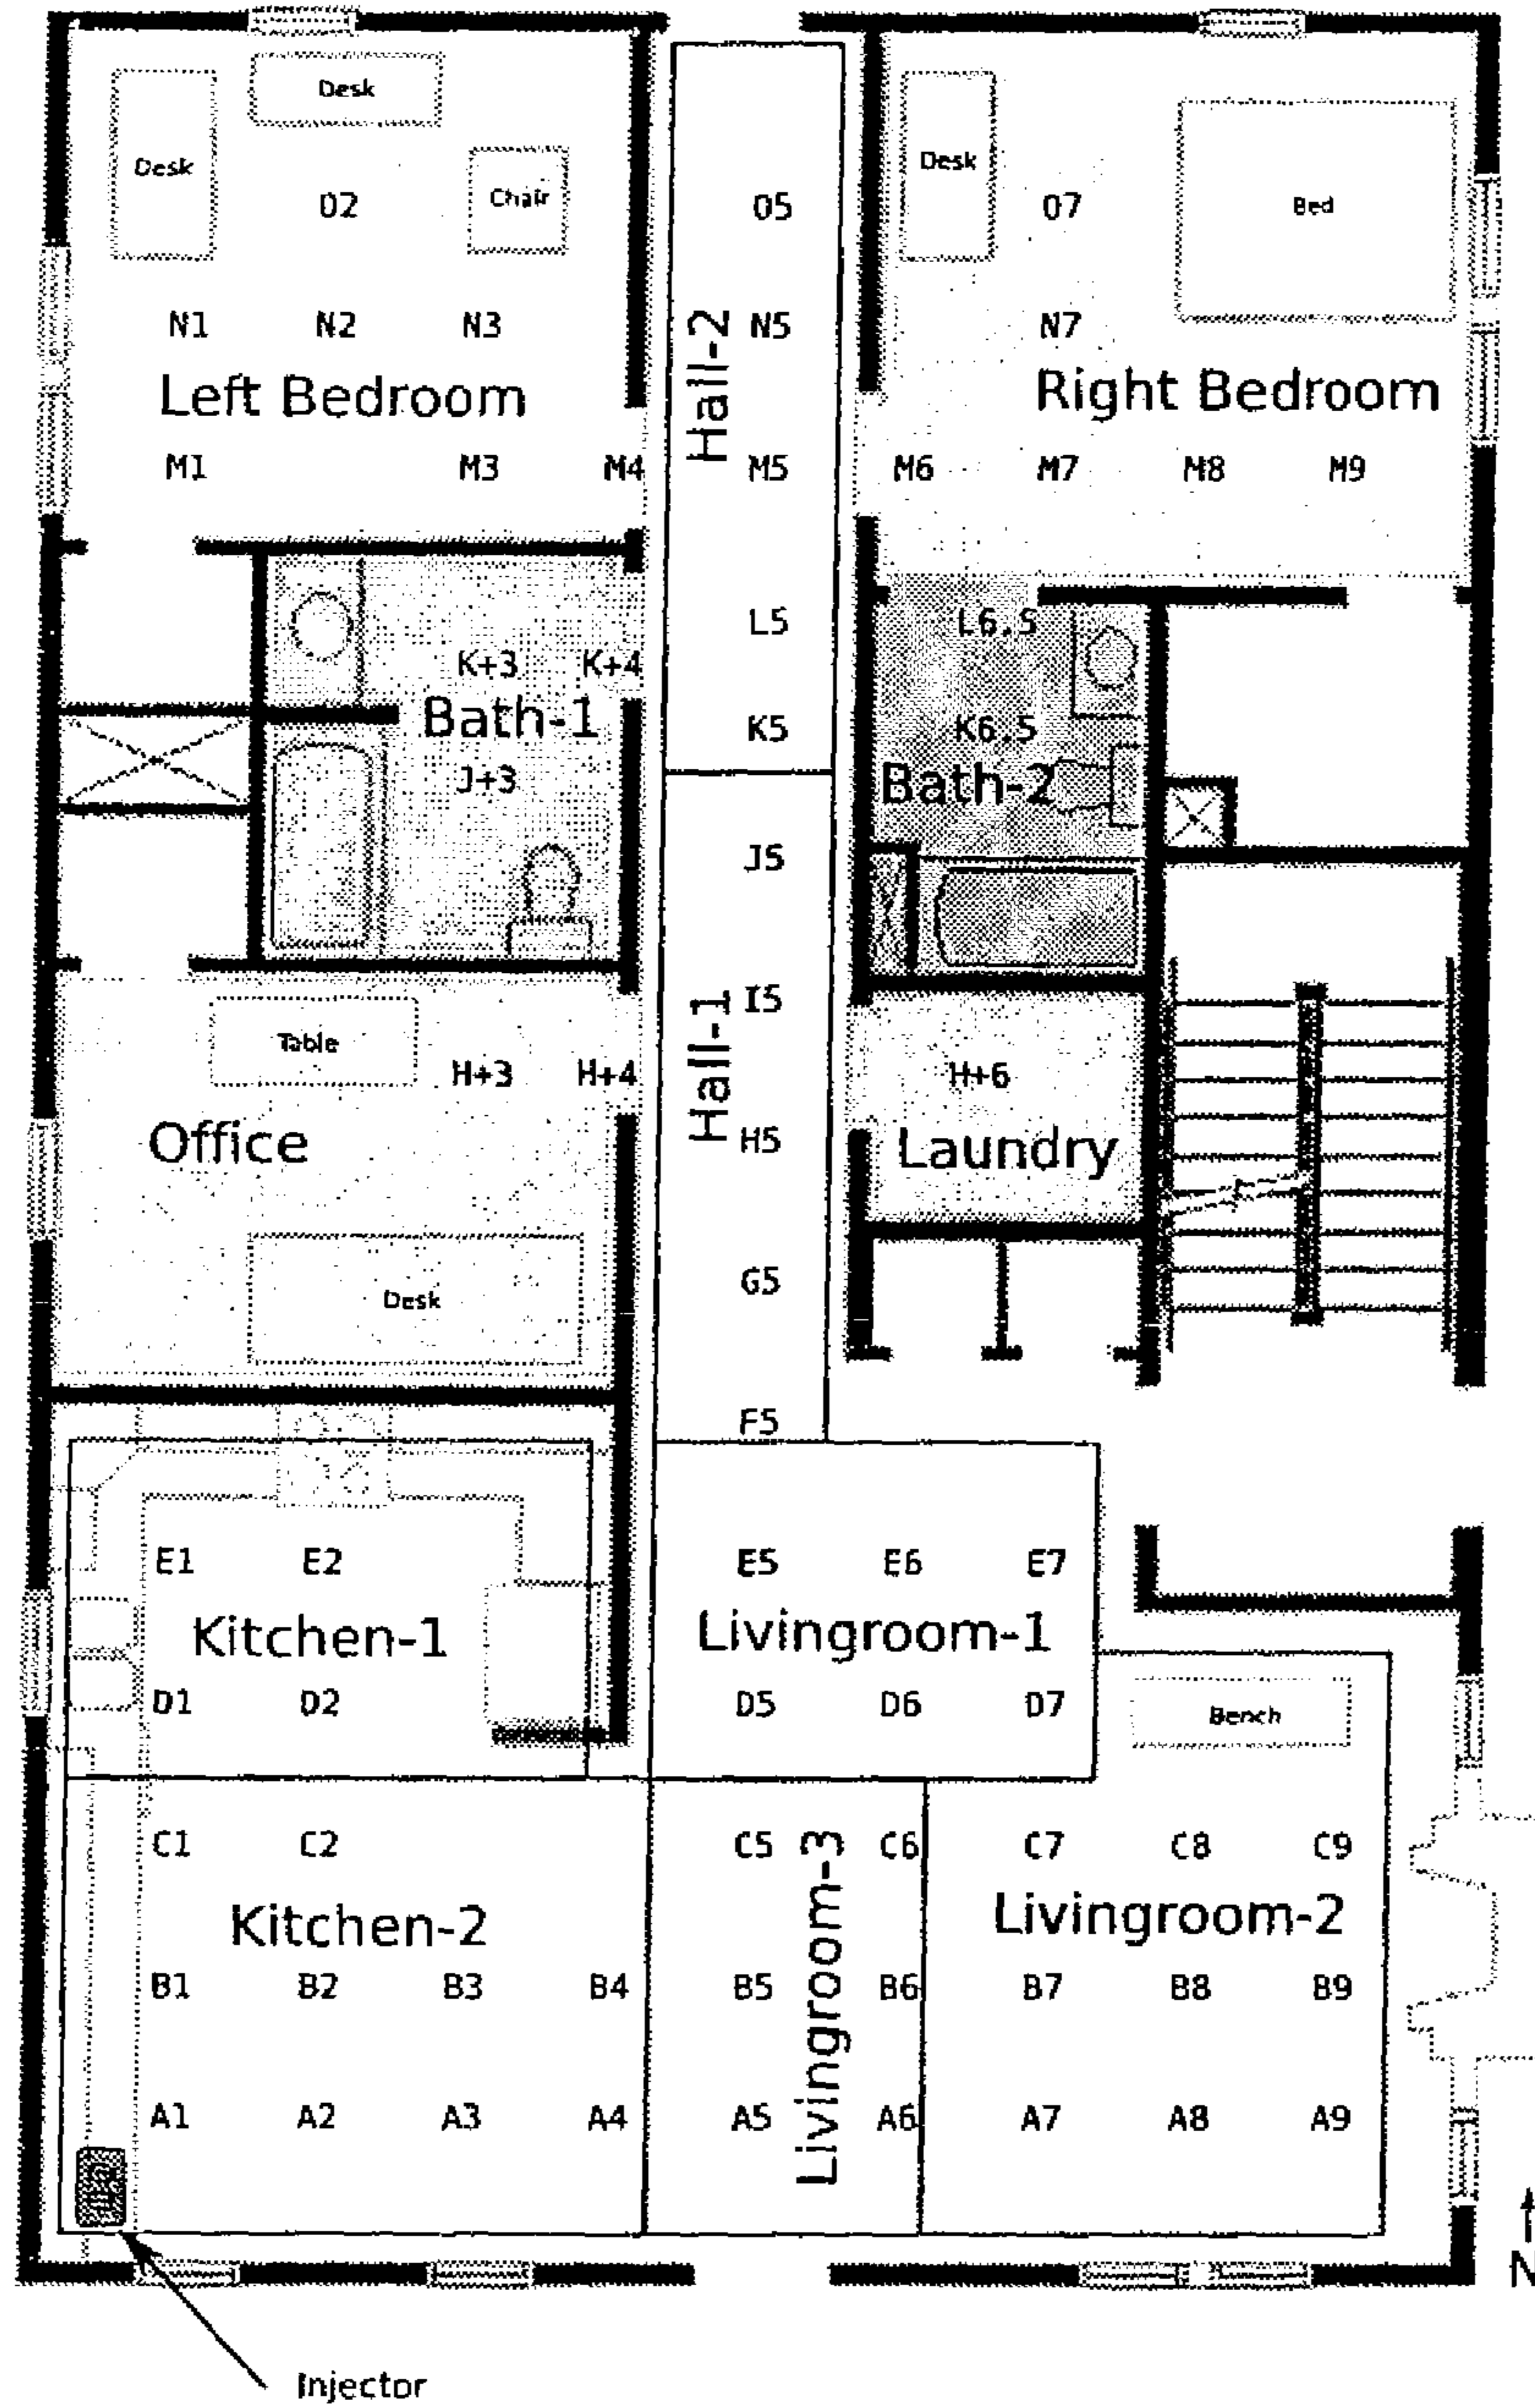 Desk
Desk
Chair
O2
O5
Desk
O7
Bed
N1 N2 N3
Hall-2
N5
N7
Left Bedroom
Right Bedroom
M1 M3 M4 M5 M6 M7 M8 M9
L5
L6.5
K+3 K+4
Bath-1
K5
K6.5
J+3
Bath-2
J5
I5
Hall-1
Table
H+3 H+4
H+6
Office
H5
Laundry
G5
Desk
F5
E1 E2
E5 E6 E7
Kitchen-1
Livingroom-1
D1 D2
D5 D6 D7
Bench
C1 C2
C5 C6
C7 C8 C9
Kitchen-2
Livingroom-3
Livingroom-2
B1 B2 B3 B4 B5 B6 B7 B8 B9
A1 A2 A3 A4 A5 A6 A7 A8 A9
N
Injector